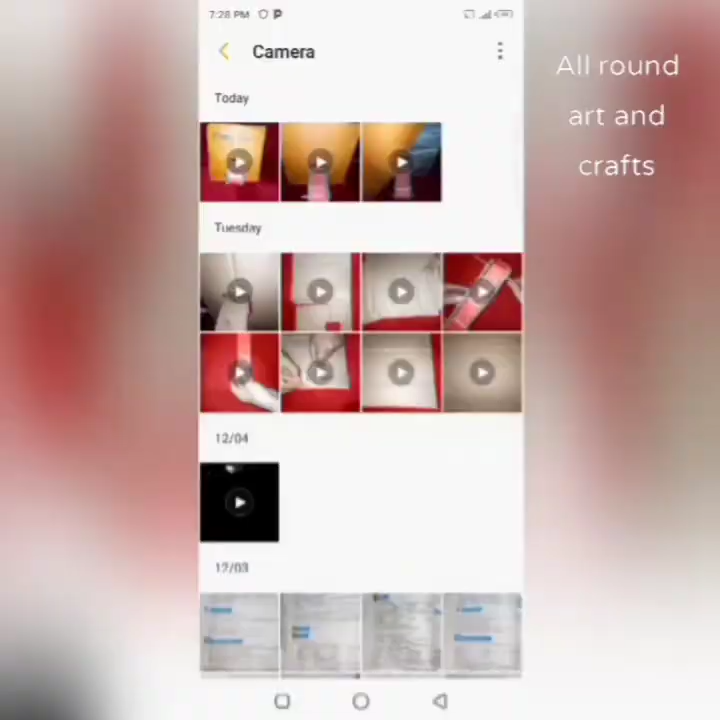 7:28 PM
Camera
All round
art and
crafts
Today
Tuesday
12/04
12/03